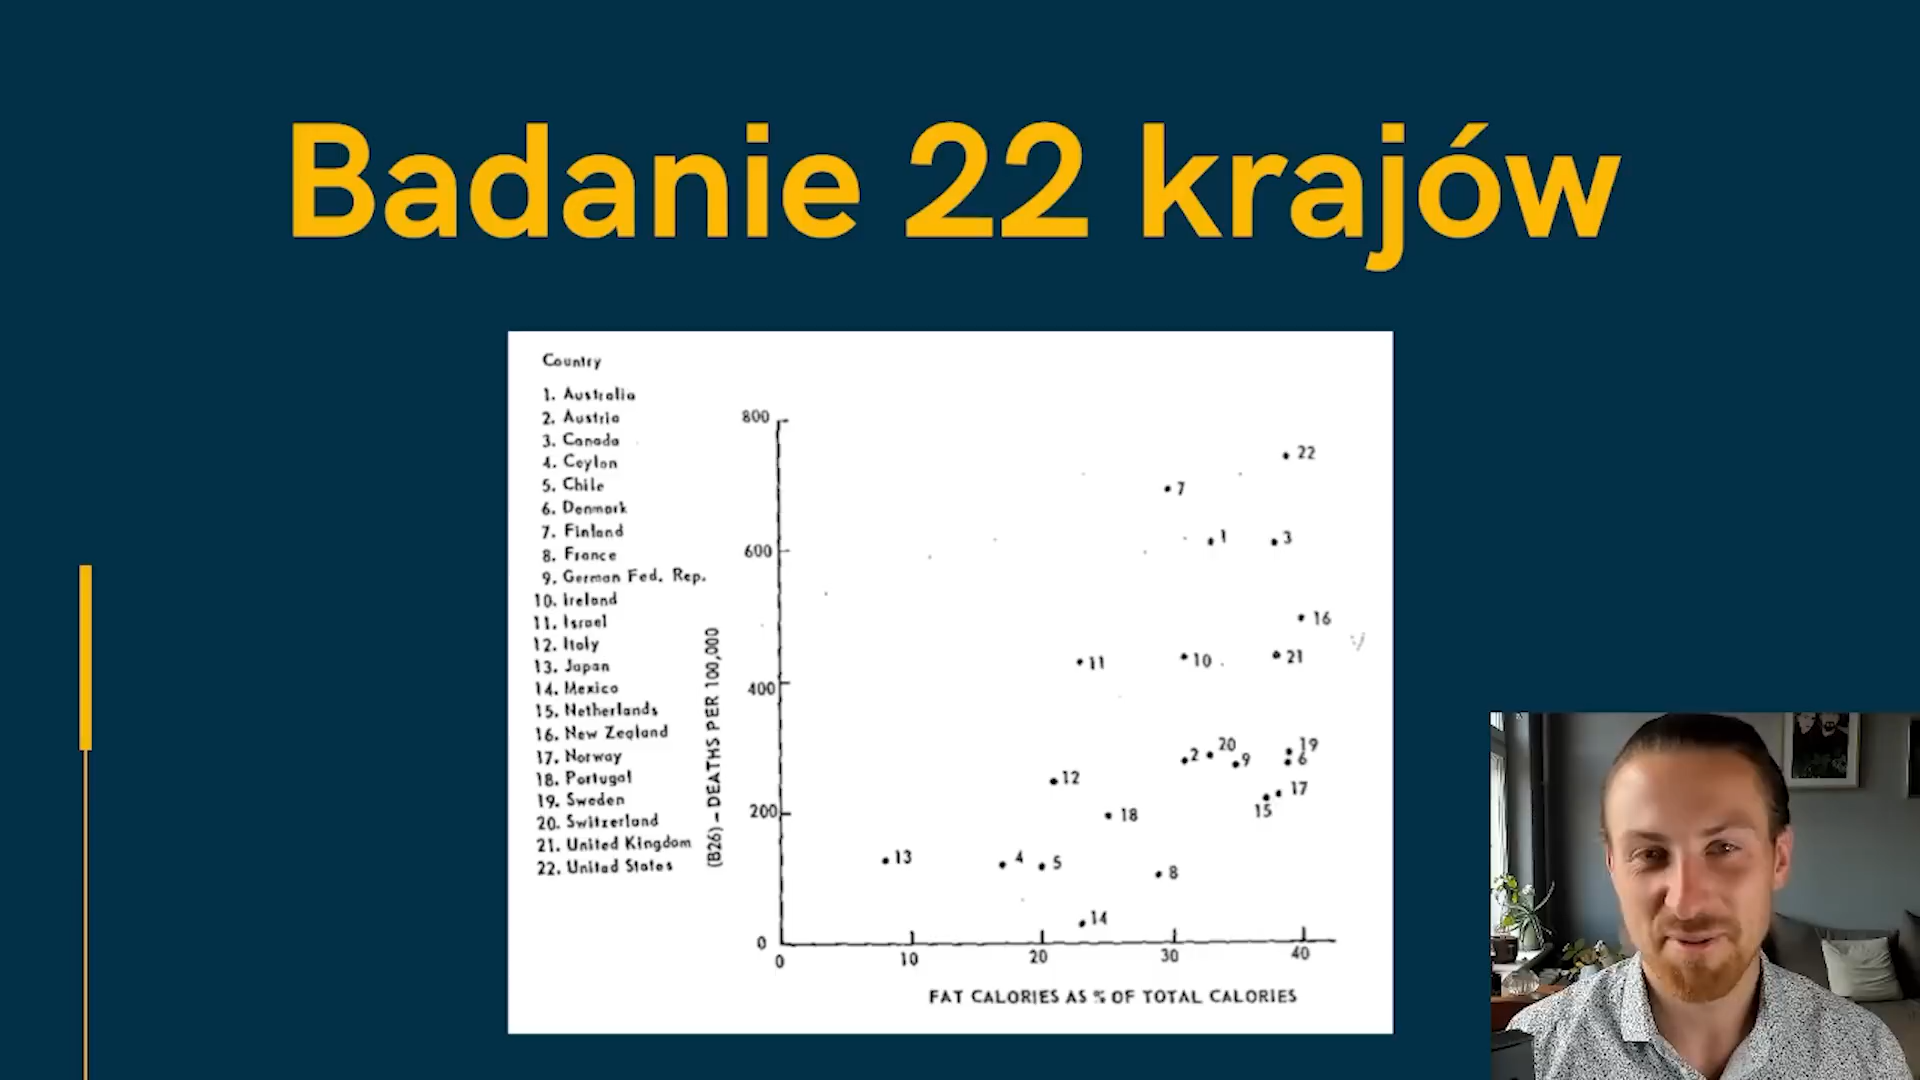 Badanie 22 krajów
Country
1. Australia
2. Austria
3. Canada
4. Ceylon
5. Chile
6. Denmark
7. Finland
8. France
9. German Fed. Rep.
10. Ireland
11. Israel
12. Italy
13. Japan
14. Mexico
15. Netherlands
16. New Zealand
17. Norway
18. Portugal
19. Sweden
20. Switzerland
21. United Kingdom
22. United States
(B26) – DEATHS PER 100,000
800
600
400
200
0
22
7
1
3
16
11
10
21
2
20
9
19
6
12
17
15
18
13
4
5
8
14
0
10
20
30
40
FAT CALORIES AS % OF TOTAL CALORIES